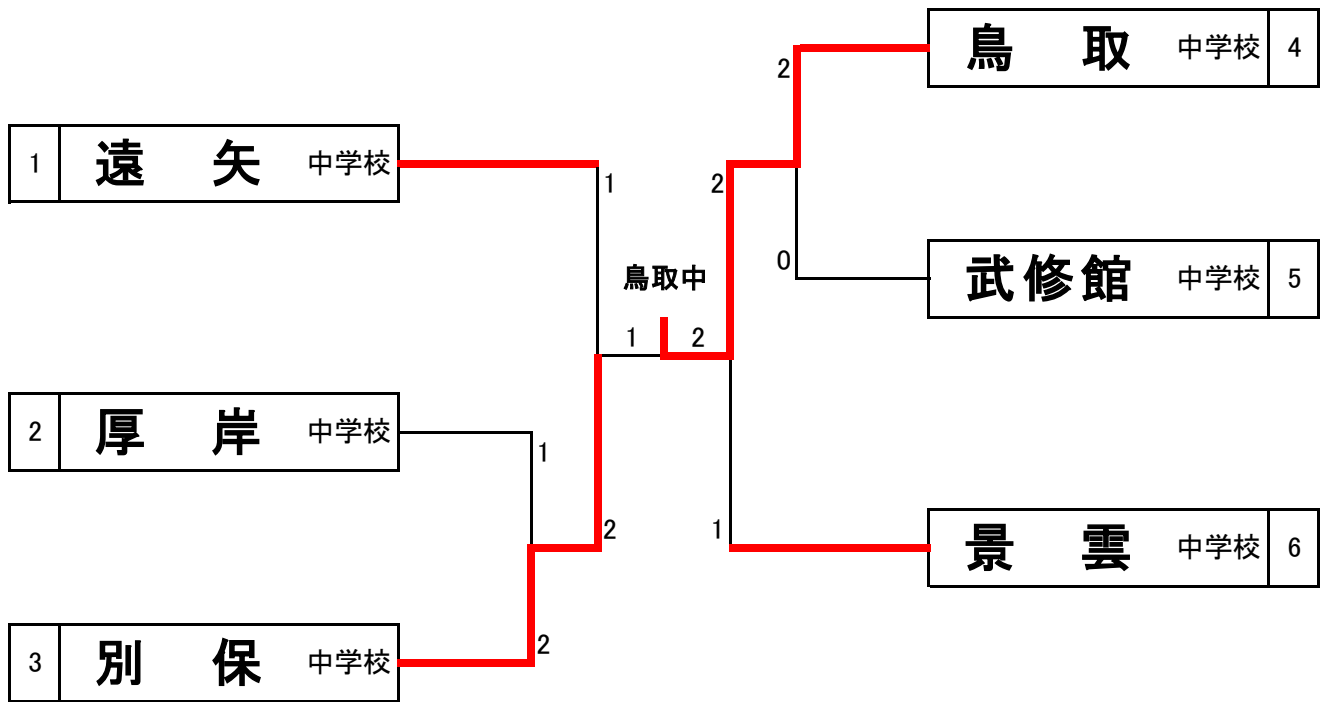 鳥取 中学校 4
2
1 遠矢 中学校
1
2
武修館 中学校 5
0
鳥取中
1 2
2 厚岸 中学校
1
2
1
景雲 中学校 6
3 別保 中学校
2